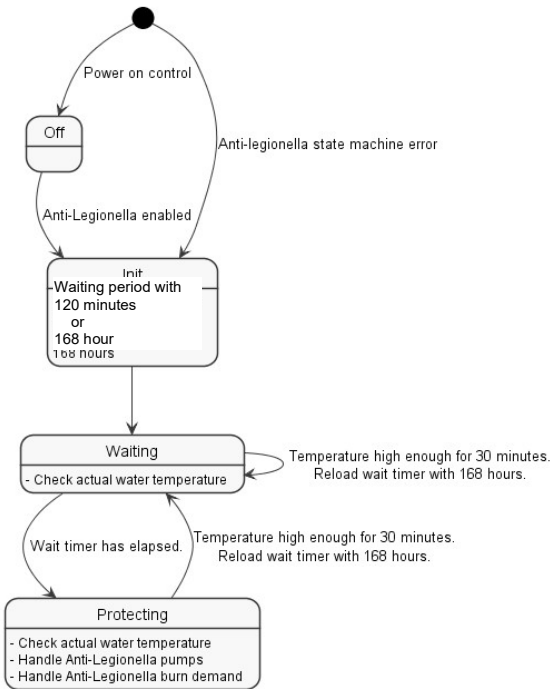 Power on control
Off
Anti-legionella state machine error
Anti-Legionella enabled
Init
Waiting period with
120 minutes
or
168 hour
168 hours
Waiting
- Check actual water temperature
Temperature high enough for 30 minutes.
Reload wait timer with 168 hours.
Wait timer has elapsed.
Temperature high enough for 30 minutes.
Reload wait timer with 168 hours.
Protecting
- Check actual water temperature
- Handle Anti-Legionella pumps
- Handle Anti-Legionella burn demand